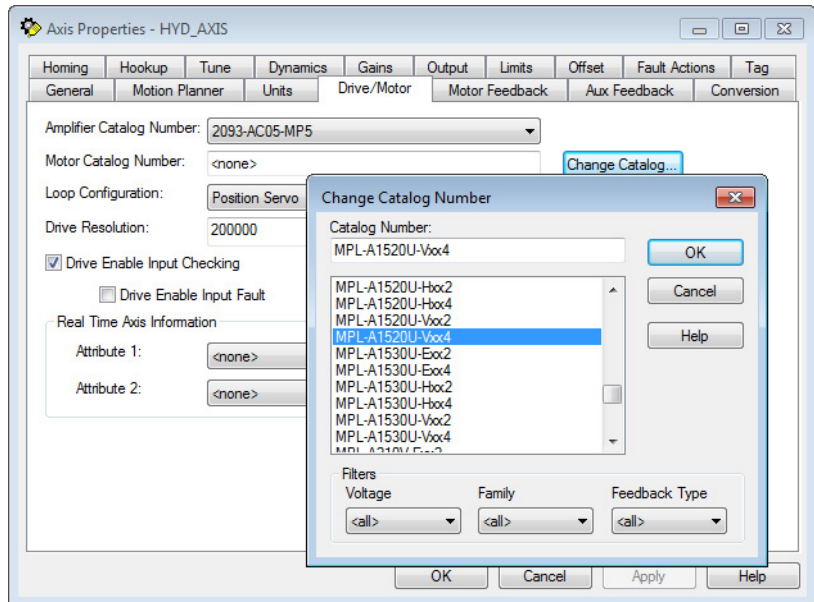 Axis Properties - HYD_AXIS
Homing Hookup Tune Dynamics Gains Output Limits Offset Fault Actions Tag
General Motion Planner Units Drive/Motor Motor Feedback Aux Feedback Conversion
Amplifier Catalog Number: 2093-AC05-MP5
Motor Catalog Number: <none> Change Catalog...
Loop Configuration: Position Servo
Drive Resolution: 200000
Drive Enable Input Checking
Drive Enable Input Fault
Real Time Axis Information
Attribute 1: <none>
Attribute 2: <none>
Change Catalog Number
Catalog Number:
MPL-A1520U-Vxx4
OK
MPL-A1520U-Hxx2
MPL-A1520U-Hxx4
MPL-A1520U-Vxx2
MPL-A1520U-Vxx4
MPL-A1530U-Exx2
MPL-A1530U-Exx4
MPL-A1530U-Hxx2
MPL-A1530U-Hxx4
MPL-A1530U-Vxx2
MPL-A1530U-Vxx4
Cancel
Help
Filters
Voltage Family Feedback Type
<all> <all> <all>
OK Cancel Apply Help